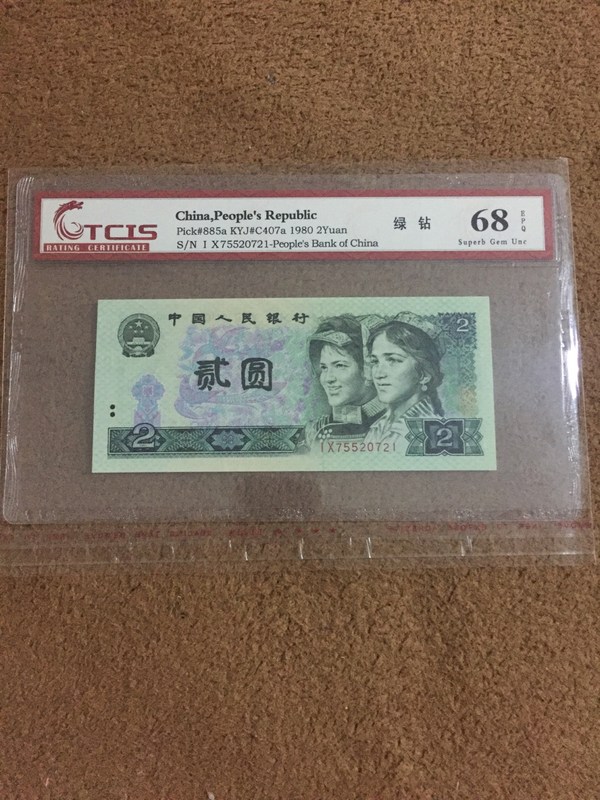 TCIS
RATING CERTIFICATE
China,People's Republic
Pick#885a KYJ#C407a 1980 2Yuan
S/N I X75520721-People's Bank of China
绿 钻
68 EPQ
Superb Gem Unc
中国人民银行
2
贰圆
2
2
IX75520721